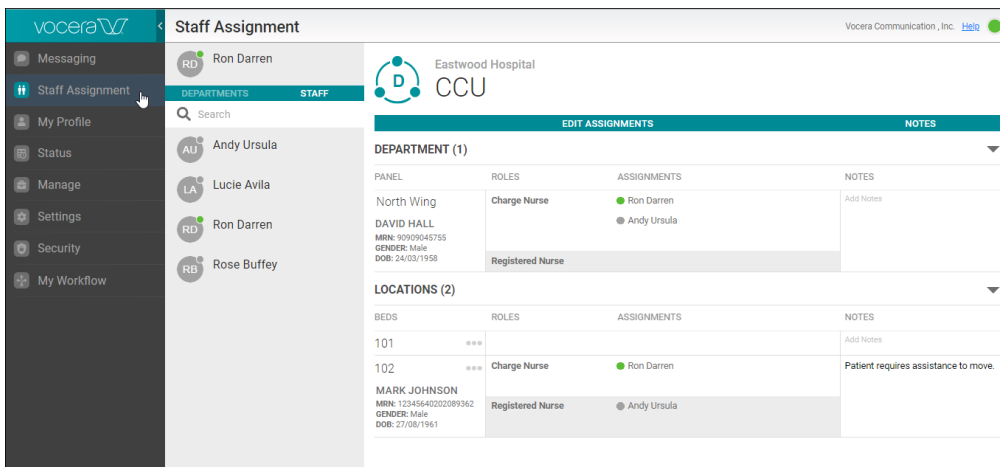 vocera
Staff Assignment
Vocera Communication , Inc. Help
Messaging
Staff Assignment
My Profile
Status
Manage
Settings
Security
My Workflow
RD Ron Darren
DEPARTMENTS STAFF
Search
AU Andy Ursula
LA Lucie Avila
RD Ron Darren
RB Rose Buffey
D
Eastwood Hospital
CCU
EDIT ASSIGNMENTS NOTES
DEPARTMENT (1)
PANEL ROLES ASSIGNMENTS NOTES
North Wing Charge Nurse Ron Darren Add Notes
Andy Ursula
DAVID HALL
MRN: 90909045755
GENDER: Male
DOB: 24/03/1958
Registered Nurse
LOCATIONS (2)
BEDS ROLES ASSIGNMENTS NOTES
101 Add Notes
102 Charge Nurse Ron Darren Patient requires assistance to move.
MARK JOHNSON
MRN: 12345640202089362
GENDER: Male
DOB: 27/08/1961
Registered Nurse Andy Ursula